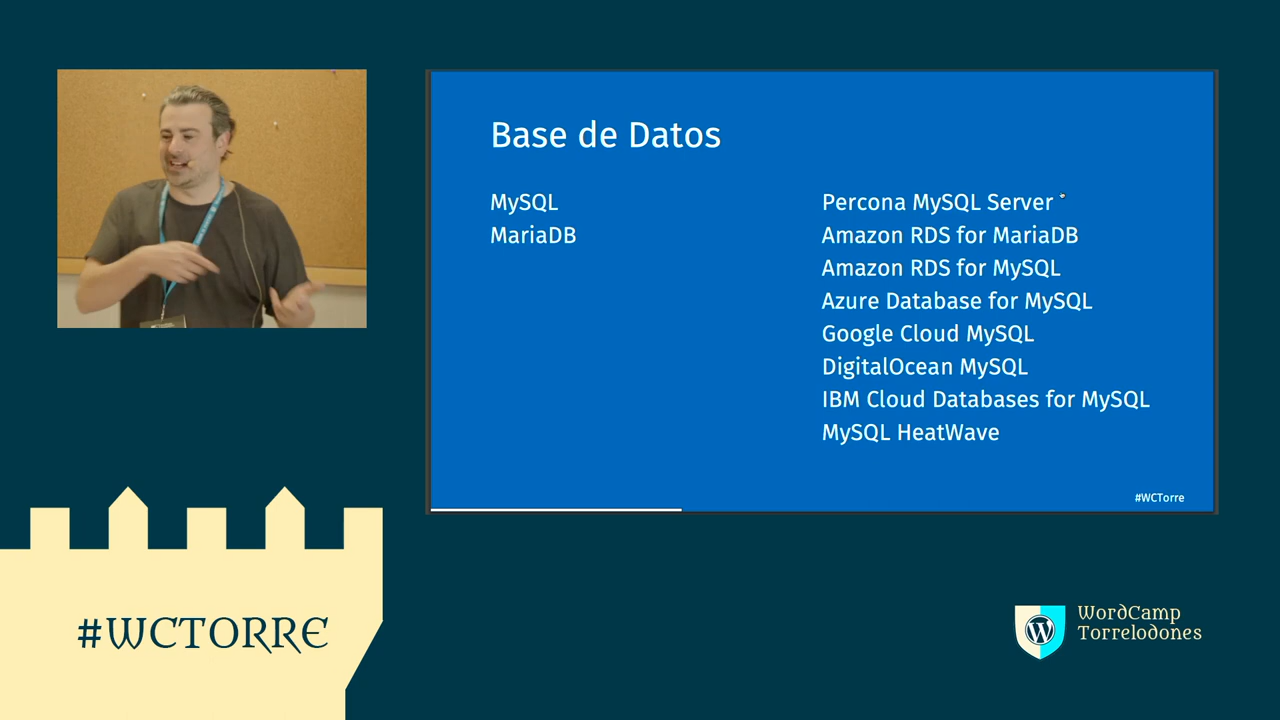 Base de Datos
MySQL
MariaDB
Percona MySQL Server *
Amazon RDS for MariaDB
Amazon RDS for MySQL
Azure Database for MySQL
Google Cloud MySQL
DigitalOcean MySQL
IBM Cloud Databases for MySQL
MySQL HeatWave
#WCTorre
#WCTORRE
WordCamp
Torrelodones